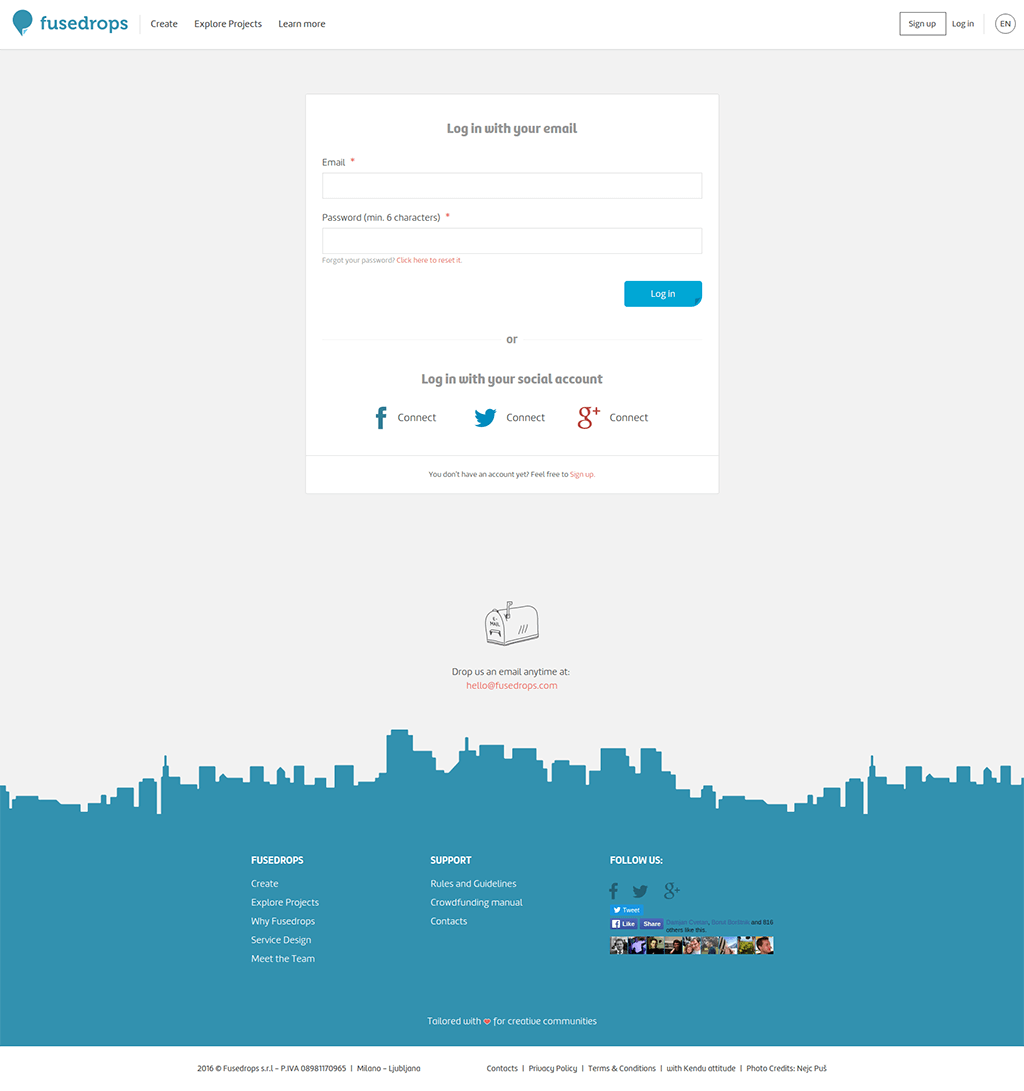 fusedrops
Create
Explore Projects
Learn more
Sign up
Log in
EN
Log in with your email
Email *
Password (min. 6 characters) *
Forgot your password? Click here to reset it.
Log in
or
Log in with your social account
Connect
Connect
Connect
You don't have an account yet? Feel free to Sign up.
E-
MAIL
Drop us an email anytime at:
hello@fusedrops.com
FUSEDROPS
Create
Explore Projects
Why Fusedrops
Service Design
Meet the Team
SUPPORT
Rules and Guidelines
Crowdfunding manual
Contacts
FOLLOW US:
Tweet
Like
Share
and 816
others like this.
Tailored with for creative communities
2016 © Fusedrops s.r.l – P.IVA 08981170965 | Milano – Ljubljana
Contacts | Privacy Policy | Terms & Conditions | with Kendu attitude | Photo Credits: Nejc Puš